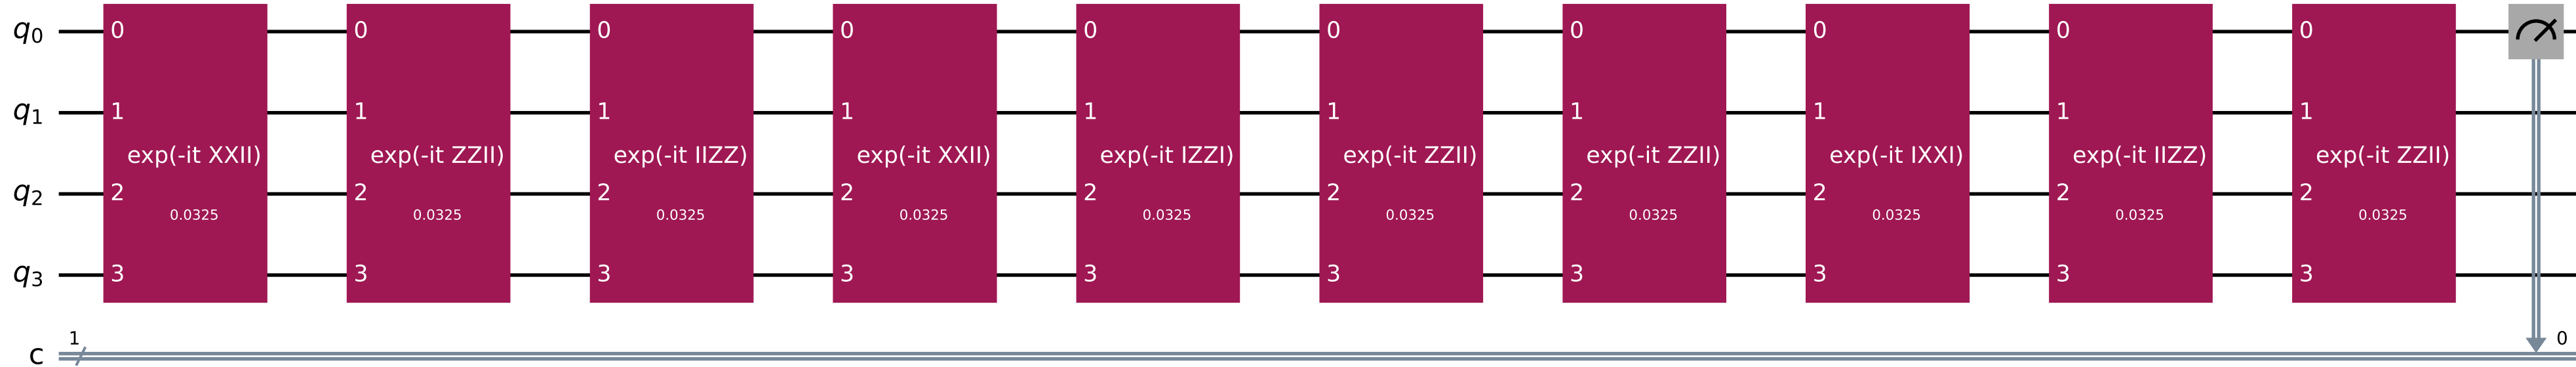 q0 0 0 0 0 0 0 0 0 0 0
q1 1 1 1 1 1 1 1 1 1 1
exp(-it XXII) exp(-it ZZII) exp(-it IIZZ) exp(-it XXII) exp(-it IZZI) exp(-it ZZII) exp(-it ZZII) exp(-it IXXI) exp(-it IIZZ) exp(-it ZZII)
q2 2 2 2 2 2 2 2 2 2 2
0.0325 0.0325 0.0325 0.0325 0.0325 0.0325 0.0325 0.0325 0.0325 0.0325
q3 3 3 3 3 3 3 3 3 3 3
1 0
c